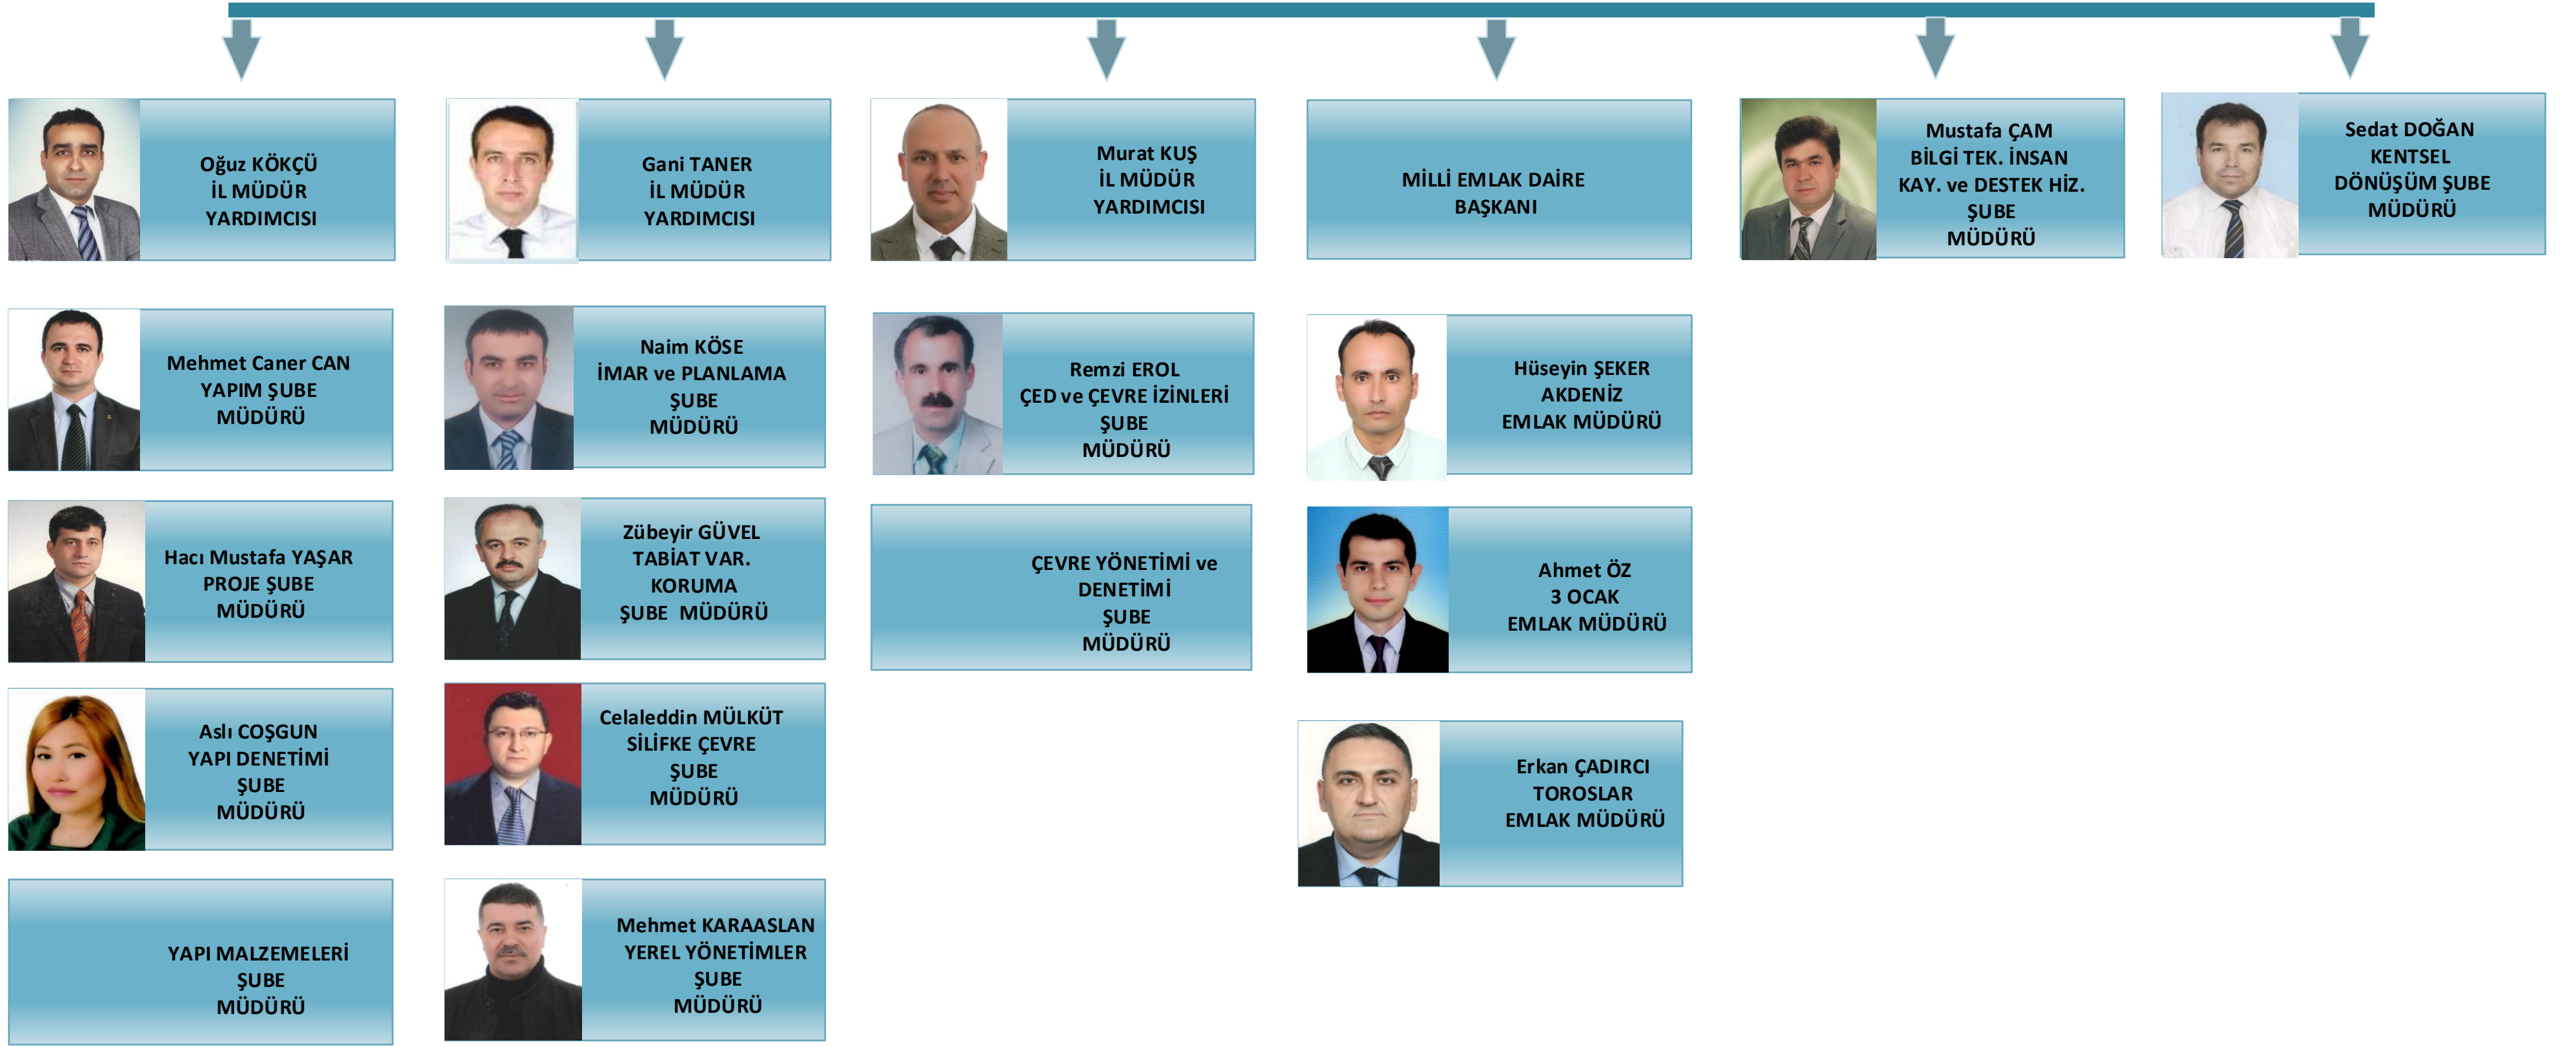 Oğuz KÖKÇÜ
İL MÜDÜR
YARDIMCISI
Gani TANER
İL MÜDÜR
YARDIMCISI
Murat KUŞ
İL MÜDÜR
YARDIMCISI
MİLLİ EMLAK DAİRE
BAŞKANI
Mustafa ÇAM
BİLGİ TEK. İNSAN
KAY. ve DESTEK HİZ.
ŞUBE
MÜDÜRÜ
Sedat DOĞAN
KENTSEL
DÖNÜŞÜM ŞUBE
MÜDÜRÜ
Mehmet Caner CAN
YAPIM ŞUBE
MÜDÜRÜ
Naim KÖSE
İMAR ve PLANLAMA
ŞUBE
MÜDÜRÜ
Remzi EROL
ÇED ve ÇEVRE İZINLERİ
ŞUBE
MÜDÜRÜ
Hüseyin ŞEKER
AKDENİZ
EMLAK MÜDÜRÜ
Hacı Mustafa YAŞAR
PROJE ŞUBE
MÜDÜRÜ
Zübeyir GÜVEL
TABİAT VAR.
KORUMA
ŞUBE  MÜDÜRÜ
ÇEVRE YÖNETİMİ ve
DENETİMİ
ŞUBE
MÜDÜRÜ
Ahmet ÖZ
3 OCAK
EMLAK MÜDÜRÜ
Aslı COŞGUN
YAPI DENETİMİ
ŞUBE
MÜDÜRÜ
Celaleddin MÜLKÜT
SİLİFKE ÇEVRE
ŞUBE
MÜDÜRÜ
Erkan ÇADIRCI
TOROSLAR
EMLAK MÜDÜRÜ
YAPI MALZEMELERİ
ŞUBE
MÜDÜRÜ
Mehmet KARAASLAN
YEREL YÖNETİMLER
ŞUBE
MÜDÜRÜ